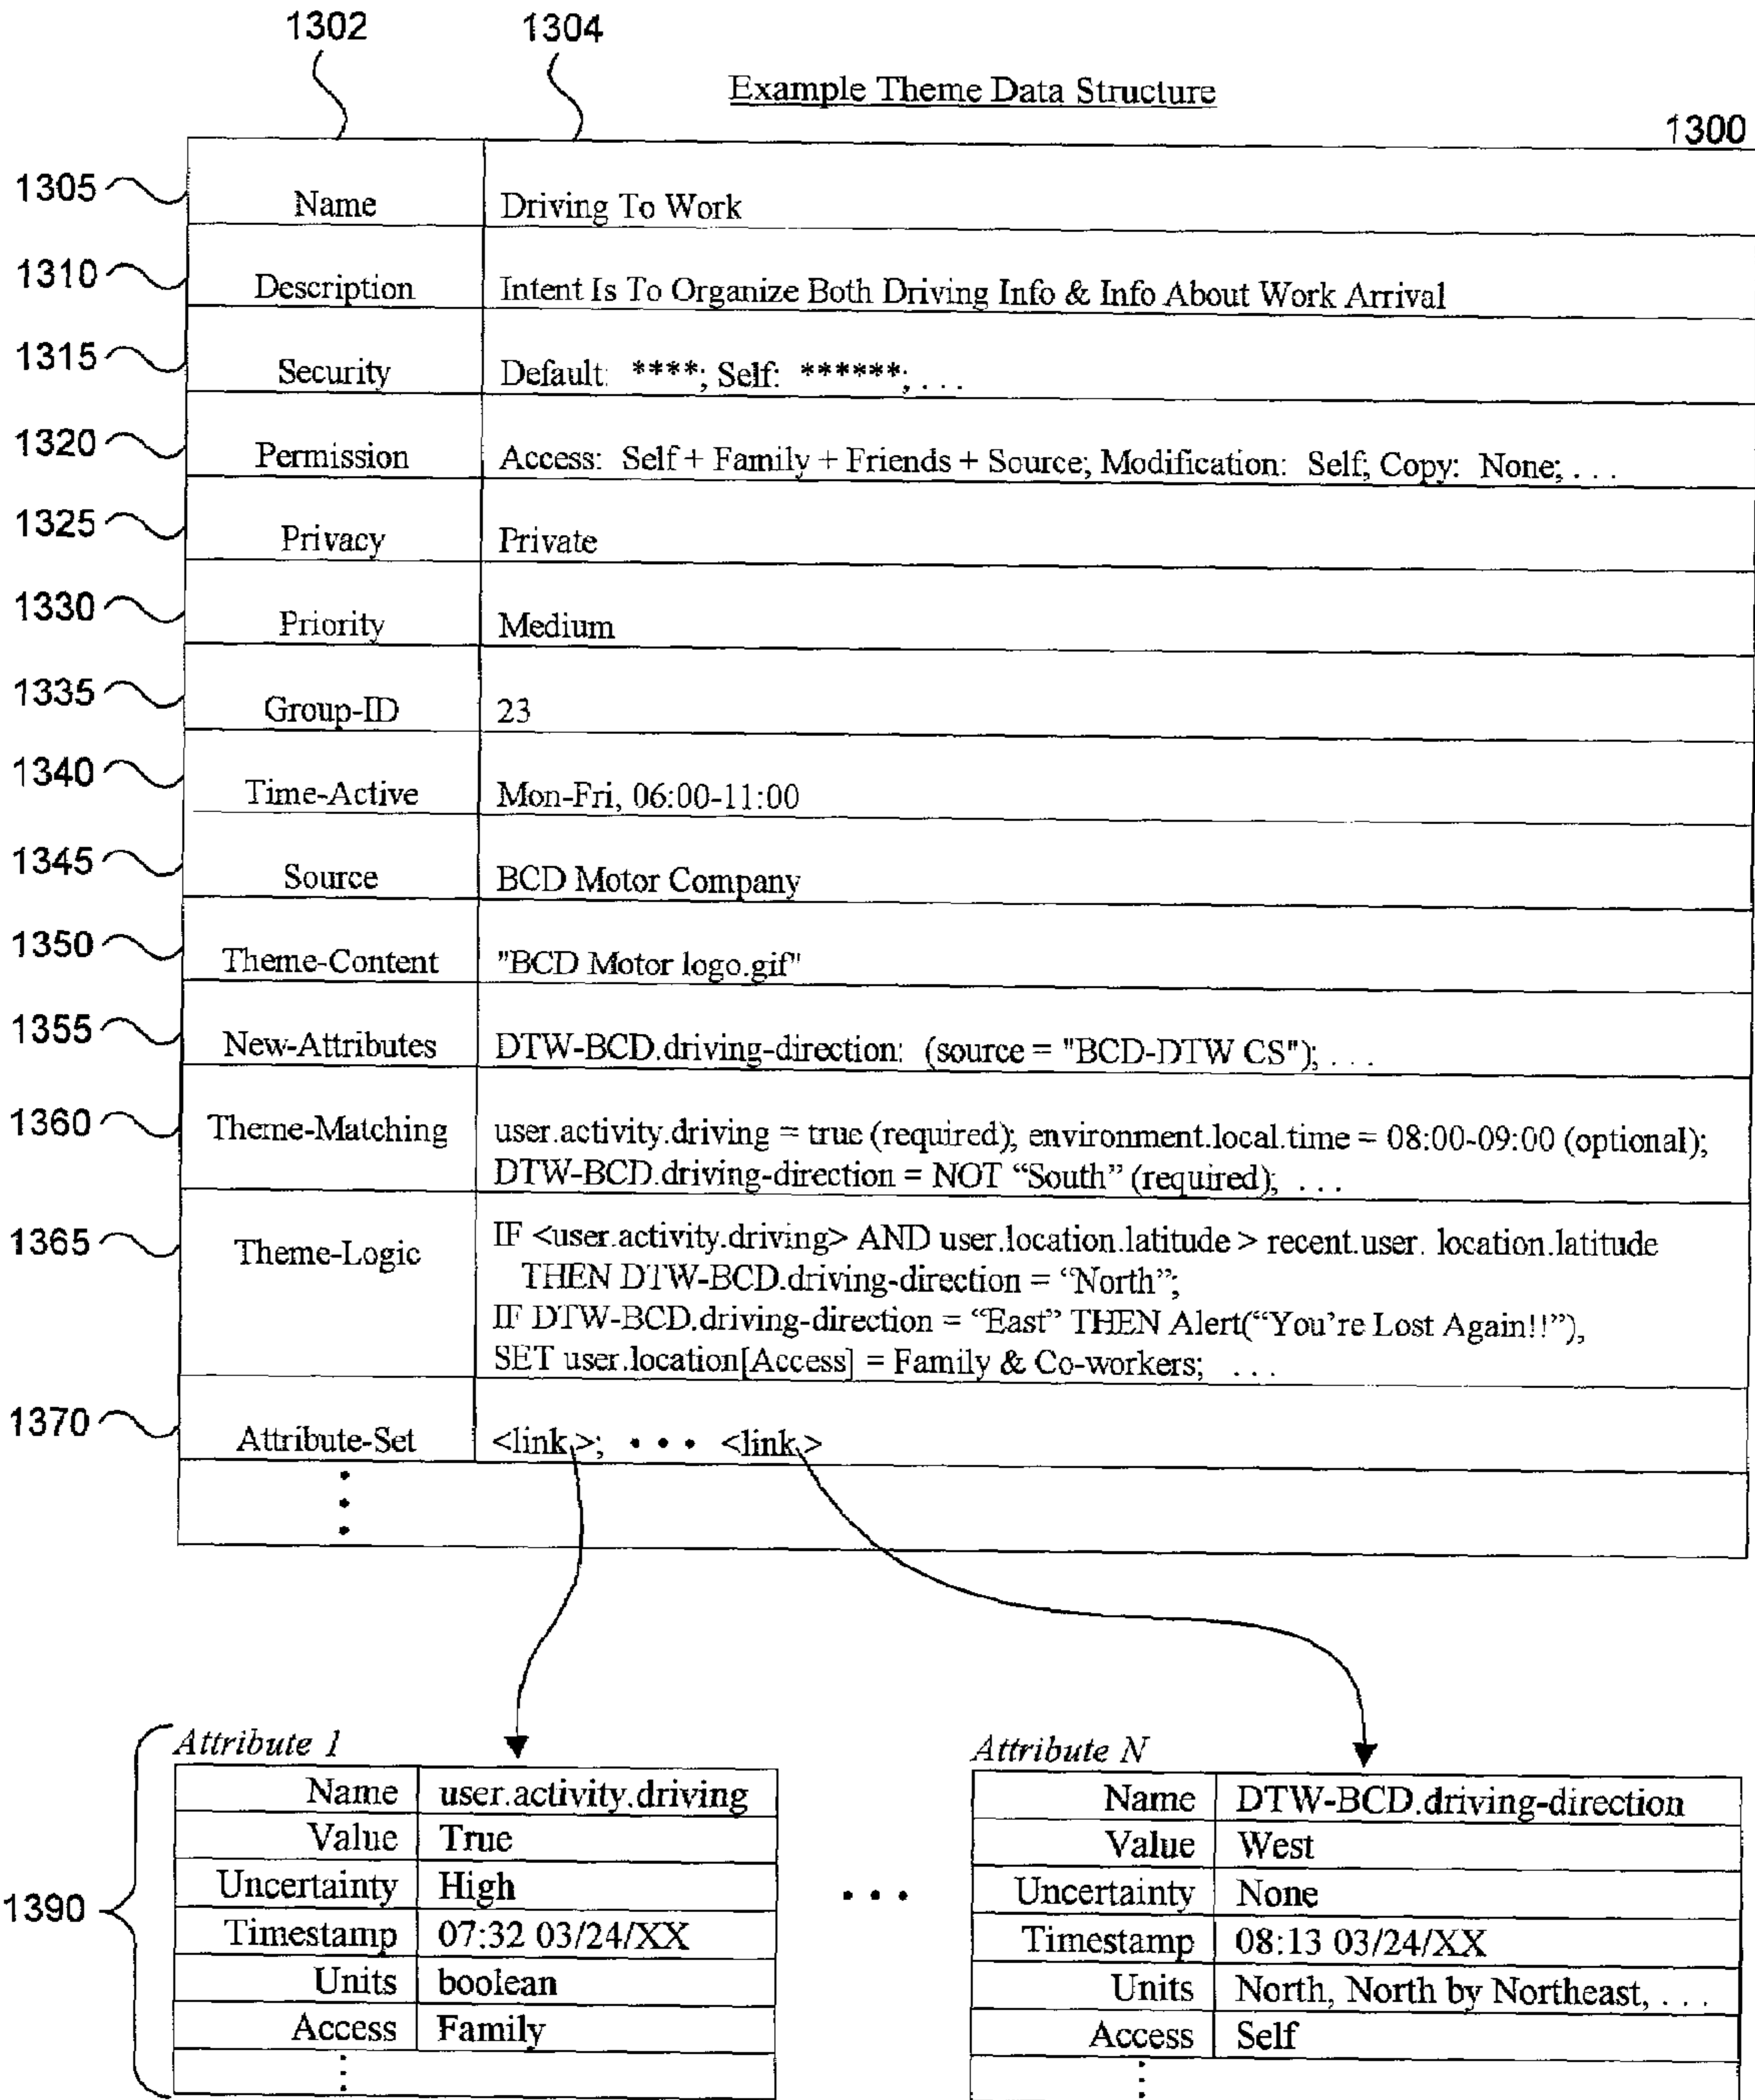 1302 1304
Example Theme Data Structure
1300
1305 Name Driving To Work
1310 Description Intent Is To Organize Both Driving Info & Info About Work Arrival
1315 Security Default: ****; Self: ******; . . .
1320 Permission Access: Self + Family + Friends + Source; Modification: Self; Copy: None; . . .
1325 Privacy Private
1330 Priority Medium
1335 Group-ID 23
1340 Time-Active Mon-Fri, 06:00-11:00
1345 Source BCD Motor Company
1350 Theme-Content "BCD Motor logo.gif"
1355 New-Attributes DTW-BCD.driving-direction: (source = "BCD-DTW CS"); . . .
1360 Theme-Matching user.activity.driving = true (required); environment.local.time = 08:00-09:00 (optional);
DTW-BCD.driving-direction = NOT “South” (required); . . .
1365 Theme-Logic IF <user.activity.driving> AND user.location.latitude > recent.user. location.latitude
THEN DTW-BCD.driving-direction = “North”;
IF DTW-BCD.driving-direction = “East” THEN Alert(“You’re Lost Again!!”),
SET user.location[Access] = Family & Co-workers; . . .
1370 Attribute-Set <link>; • • • <link>
1390
Attribute 1
Name user.activity.driving
Value True
Uncertainty High
Timestamp 07:32 03/24/XX
Units boolean
Access Family
• • •
Attribute N
Name DTW-BCD.driving-direction
Value West
Uncertainty None
Timestamp 08:13 03/24/XX
Units North, North by Northeast, . . .
Access Self